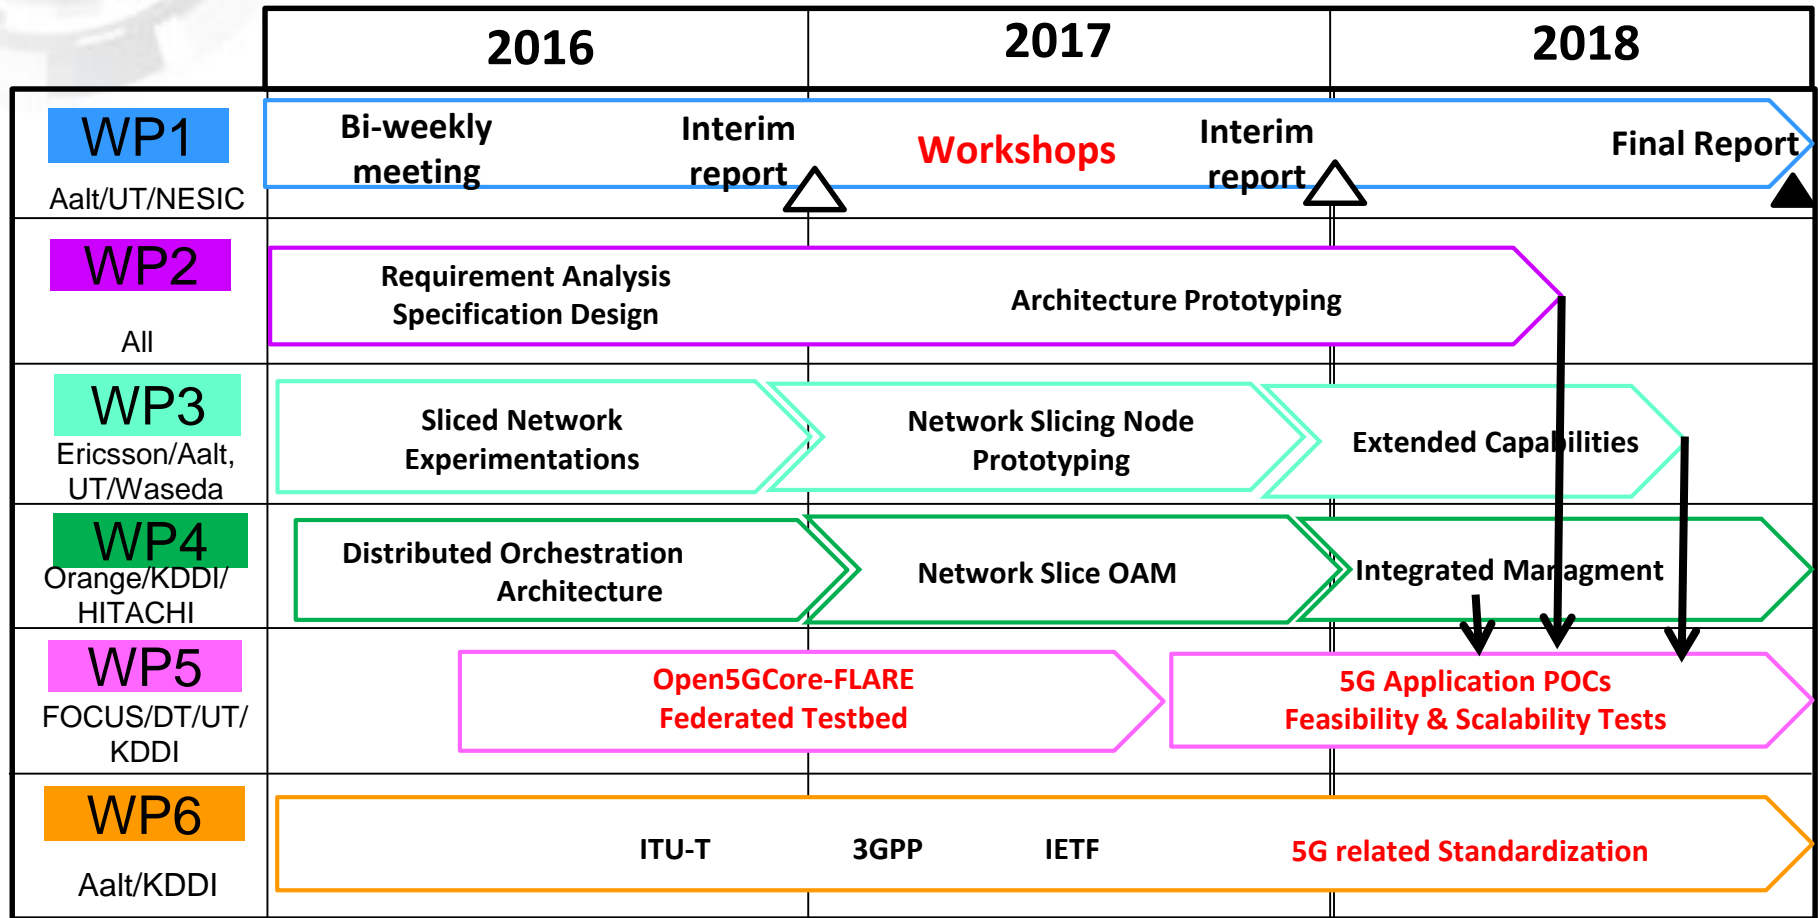 2016
2017
2018
WP1
Aalt/UT/NESIC
Bi-weekly
meeting
Interim
report
Workshops
Interim
report
Final Report
WP2
All
Requirement Analysis
Specification Design
Architecture Prototyping
WP3
Ericsson/Aalt,
UT/Waseda
Sliced Network
Experimentations
Network Slicing Node
Prototyping
Extended Capabilities
WP4
Orange/KDDI/
HITACHI
Distributed Orchestration
Architecture
Network Slice OAM
Integrated Managment
WP5
FOCUS/DT/UT/
KDDI
Open5GCore-FLARE
Federated Testbed
5G Application POCs
Feasibility & Scalability Tests
WP6
Aalt/KDDI
ITU-T
3GPP
IETF
5G related Standardization